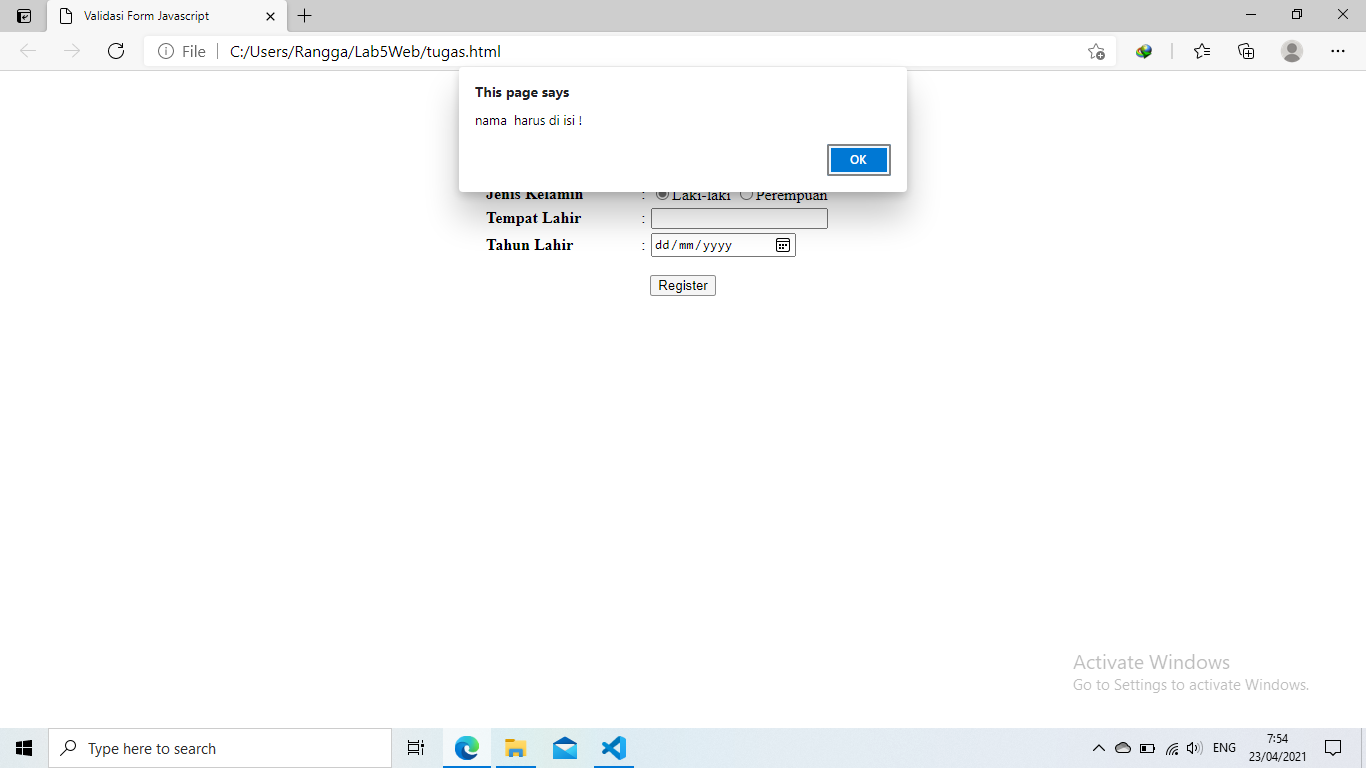 Validasi Form Javascript
File C:/Users/Rangga/Lab5Web/tugas.html
This page says
nama  harus di isi !
OK
Jenis Kelamin : Laki-laki Perempuan
Tempat Lahir :
Tahun Lahir : dd/mm/yyyy
Register
Activate Windows
Go to Settings to activate Windows.
Type here to search
ENG
7:54
23/04/2021